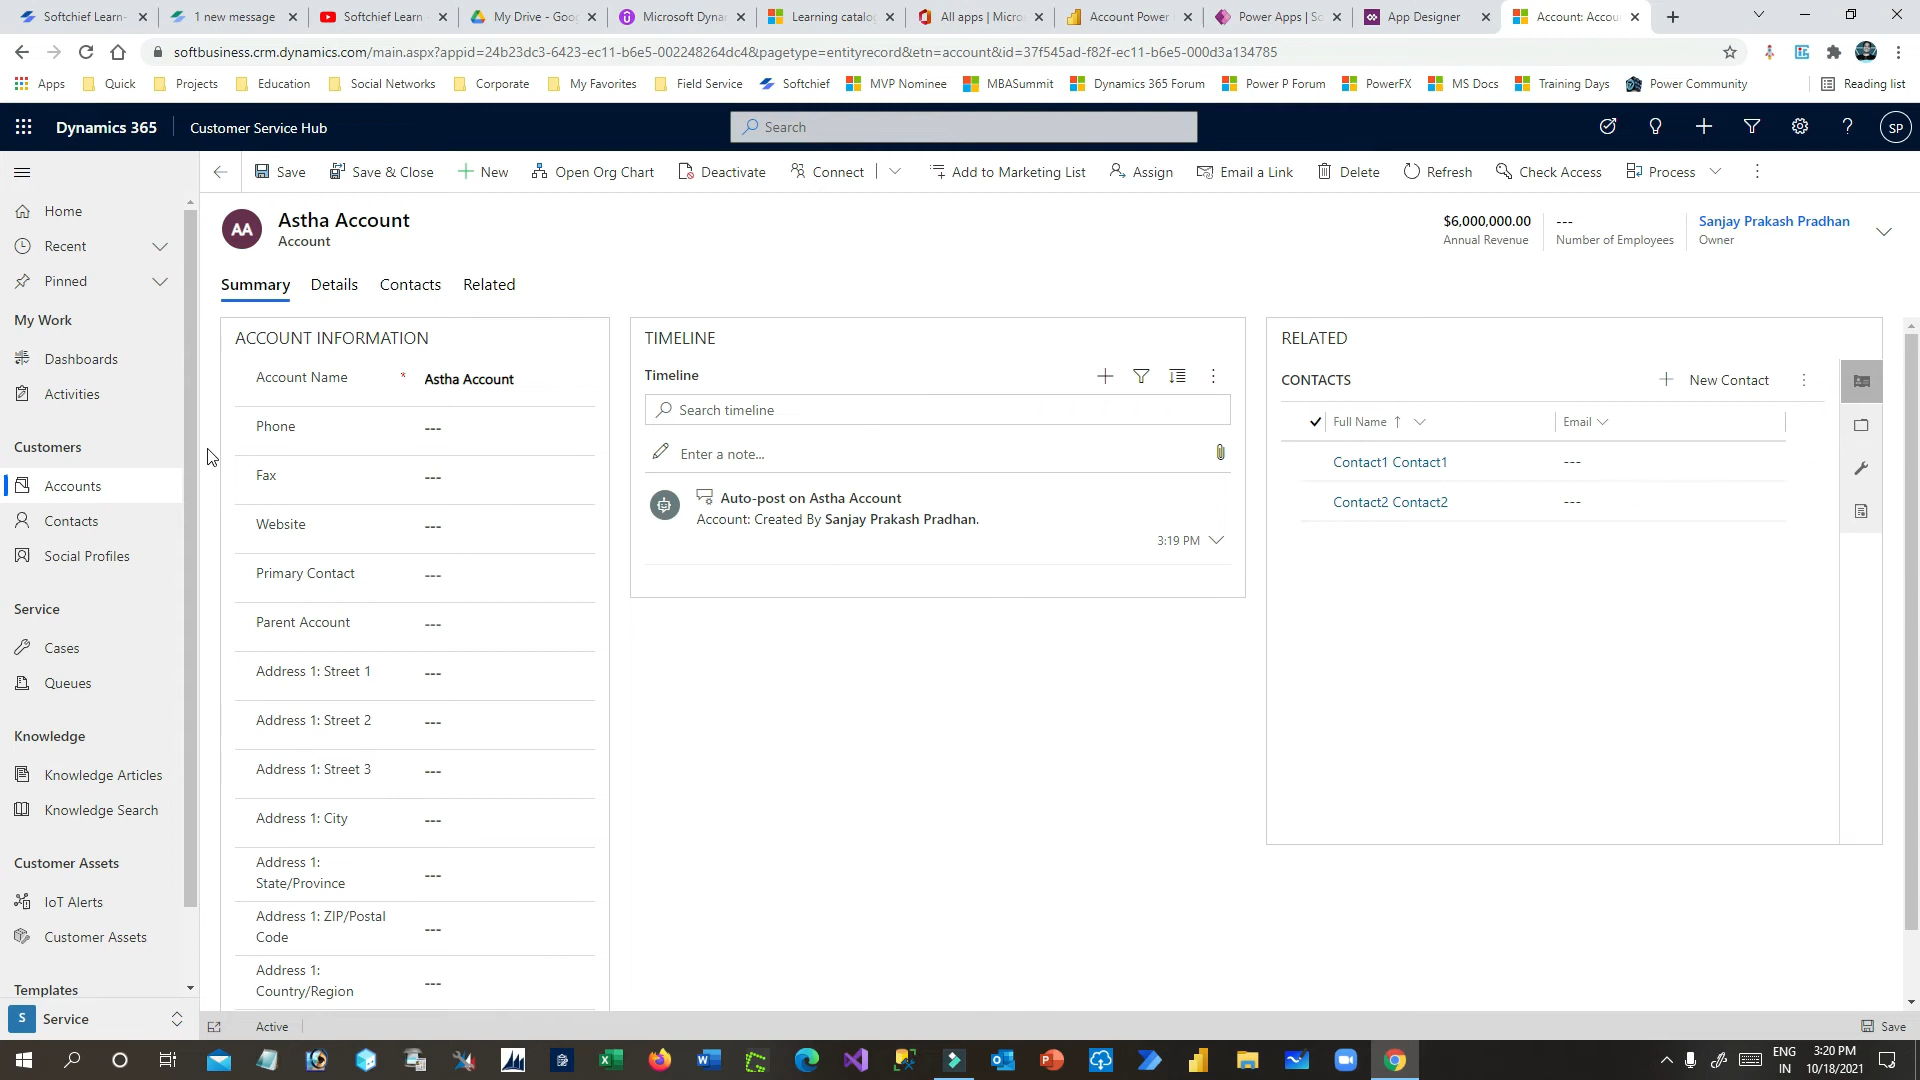 Softchief Learn-
1 new message
Softchief Learn
My Drive - Goo
Microsoft Dyna
Learning catalo
All apps | Micro
Account Power
Power Apps | So
App Designer
Account: Accou
softbusiness.crm.dynamics.com/main.aspx?appid=24b23dc3-6423-ec11-b6e5-002248264dc4&pagetype=entityrecord&etn=account&id=37f545ad-f82f-ec11-b6e5-000d3a134785
Apps Quick Projects Education Social Networks Corporate My Favorites Field Service Softchief MVP Nominee MBASummit Dynamics 365 Forum Power P Forum PowerFX MS Docs Training Days Power Community Reading list
Dynamics 365 Customer Service Hub Search SP
Save Save & Close New Open Org Chart Deactivate Connect Add to Marketing List Assign Email a Link Delete Refresh Check Access Process
Home
Recent
Pinned
My Work
Dashboards
Activities
Customers
Accounts
Contacts
Social Profiles
Service
Cases
Queues
Knowledge
Knowledge Articles
Knowledge Search
Customer Assets
IoT Alerts
Customer Assets
Templates
S Service
AA Astha Account
Account
$6,000,000.00
Annual Revenue
---
Number of Employees
Sanjay Prakash Pradhan
Owner
Summary Details Contacts Related
ACCOUNT INFORMATION
Account Name * Astha Account
Phone ---
Fax ---
Website ---
Primary Contact ---
Parent Account ---
Address 1: Street 1 ---
Address 1: Street 2 ---
Address 1: Street 3 ---
Address 1: City ---
Address 1:
State/Province ---
Address 1: ZIP/Postal
Code ---
Address 1:
Country/Region ---
TIMELINE
Timeline
Search timeline
Enter a note...
Auto-post on Astha Account
Account: Created By Sanjay Prakash Pradhan.
3:19 PM
RELATED
CONTACTS New Contact
Full Name Email
Contact1 Contact1 ---
Contact2 Contact2 ---
Active Save
ENG
IN
3:20 PM
10/18/2021